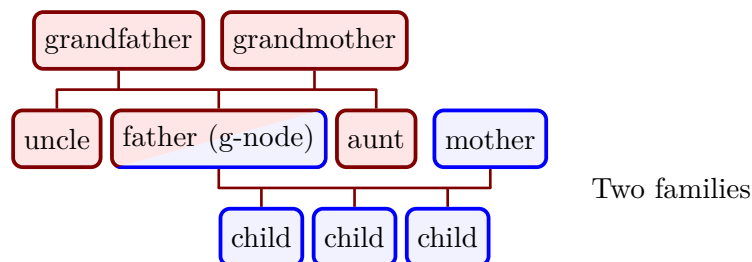 grandfather grandmother
uncle father (g-node) aunt mother
Two families
child child child